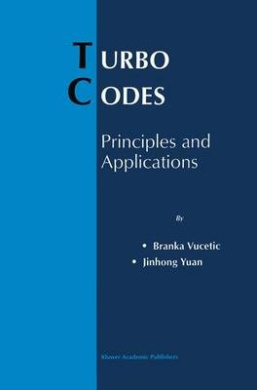 TURBO
CODES
Principles and
Applications
By
• Branka Vucetic
• Jinhong Yuan
Kluwer Academic Publishers